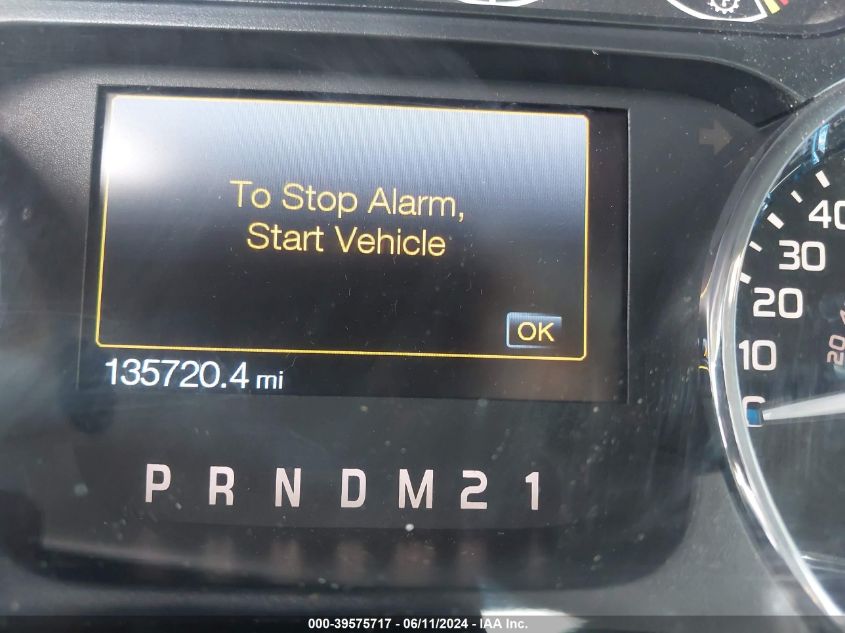 To Stop Alarm,
Start Vehicle
OK
135720.4 mi
P R N D M 2 1
40
30
20
10
20
000-39575717 - 06/11/2024 - IAA Inc.